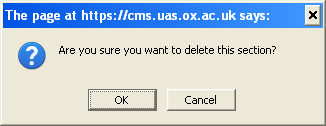 The page at https://cms.uas.ox.ac.uk says:
Are you sure you want to delete this section?
OK
Cancel